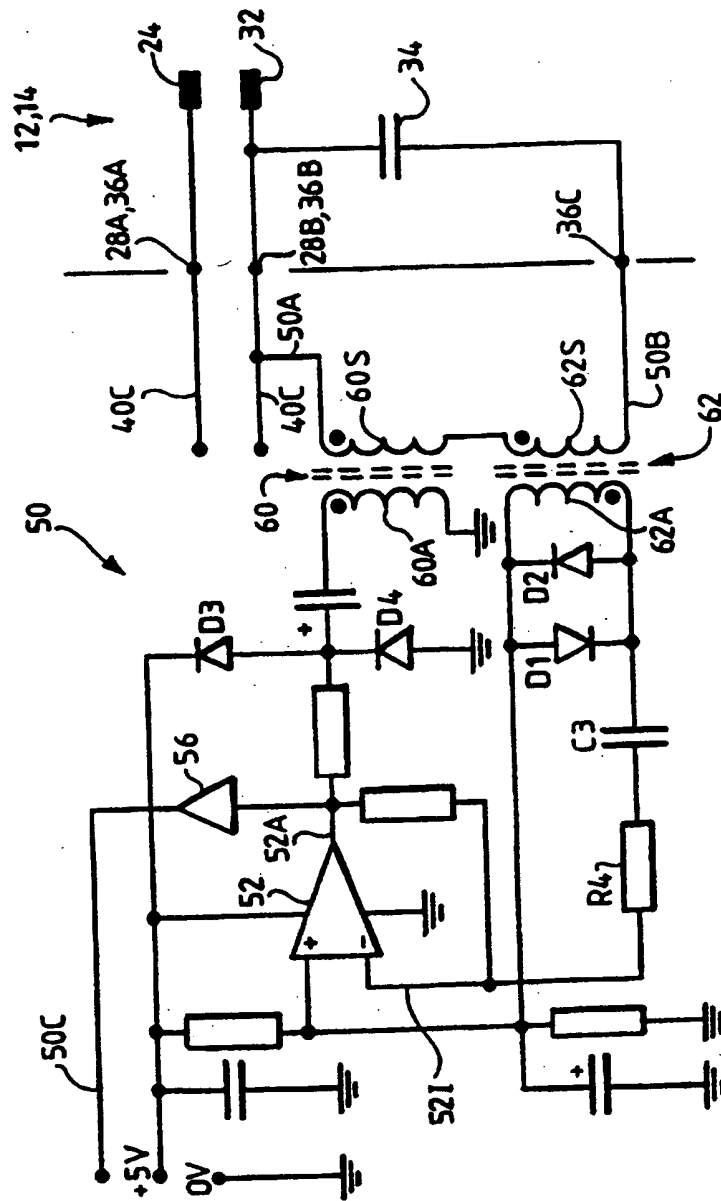 12,14
24
32
34
28A,36A
28B,36B
36C
40C
40C
50A
50B
50
60
60S
60A
62S
62A
62
D3
D4
D2
D1
C3
R4
56
52A
52
+
-
52I
+
+
50C
+5V
0V